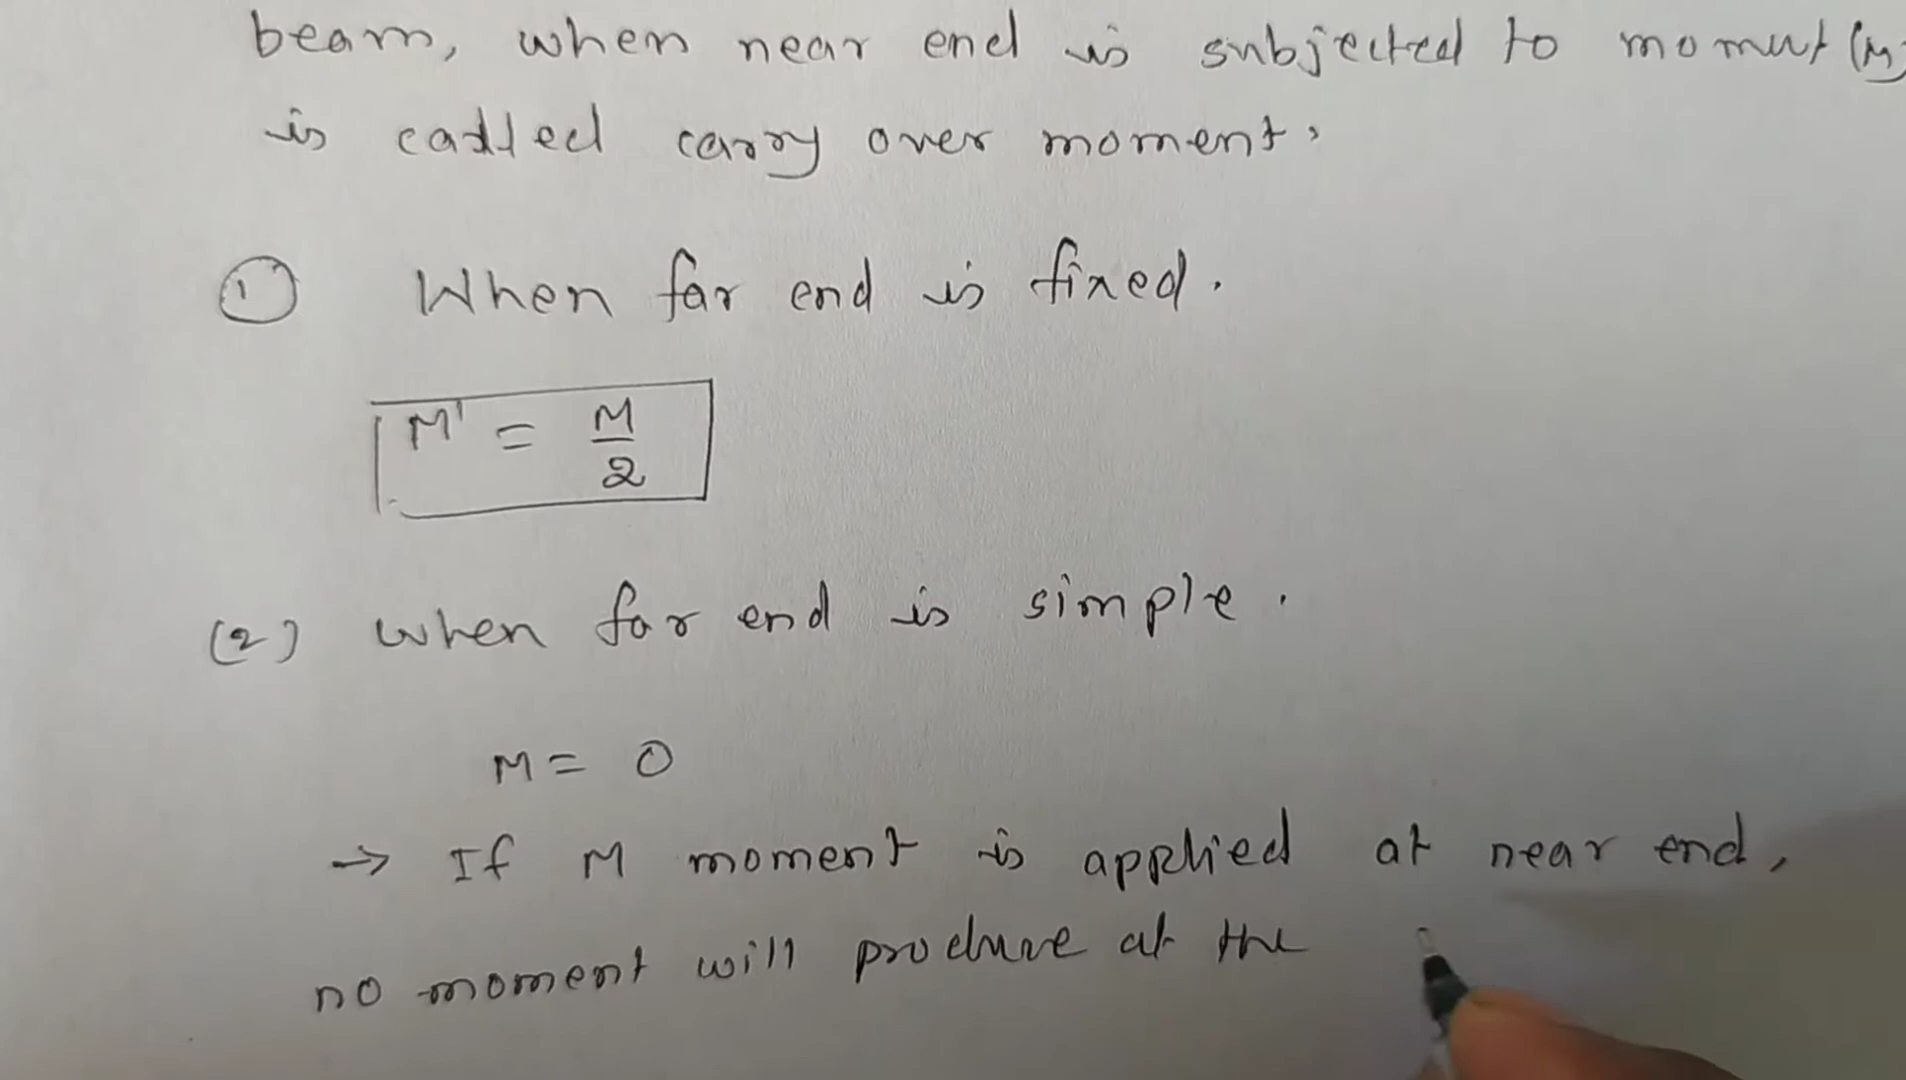 beam, when near end is subjected to moment (M)
is called carry over moment.
① When far end is fixed.
M' = M/2
(2) when far end is simple.
M = 0
→ If M moment is applied at near end,
no moment will produce at the